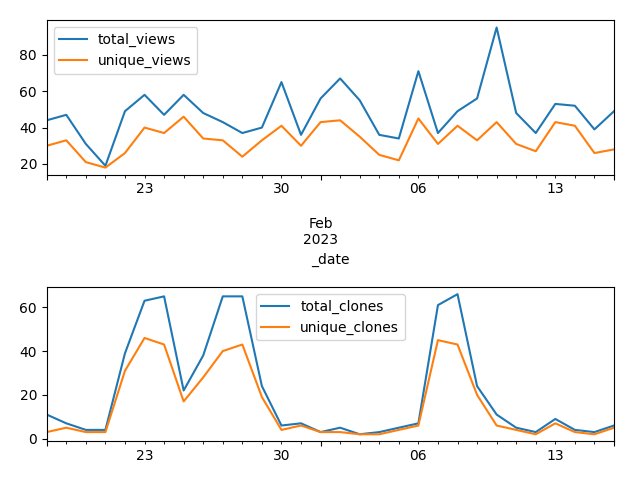 total_views
unique_views
80
60
40
20
23 30 06 13
Feb
2023
_date
total_clones
unique_clones
60
40
20
0
23 30 06 13